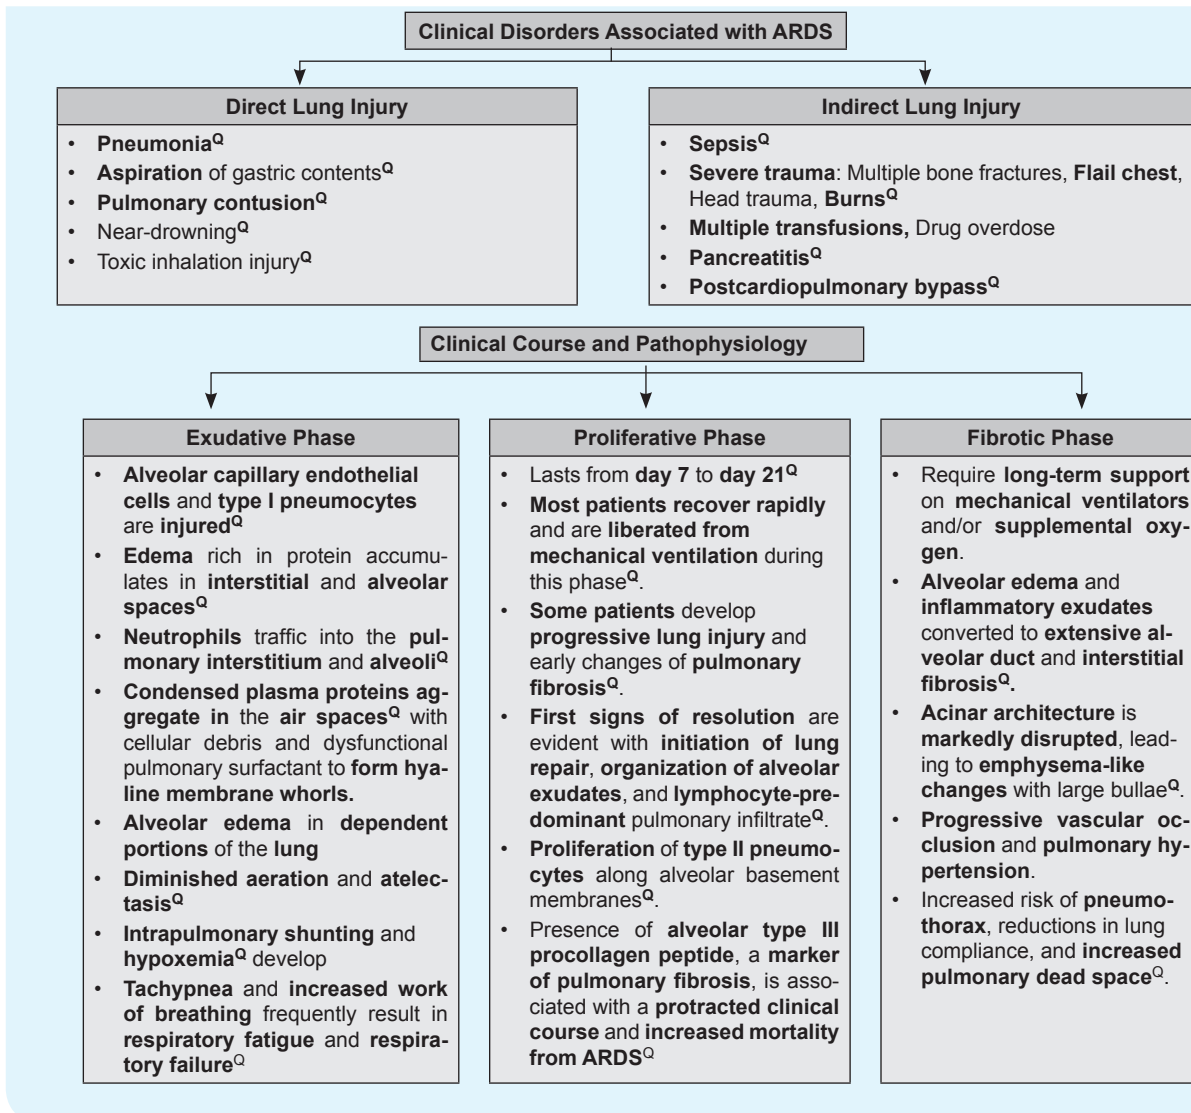 Clinical Disorders Associated with ARDS
Direct Lung Injury
• PneumoniaQ
• Aspiration of gastric contentsQ
• Pulmonary contusionQ
• Near-drowningQ
• Toxic inhalation injuryQ
Indirect Lung Injury
• SepsisQ
• Severe trauma: Multiple bone fractures, Flail chest,
Head trauma, BurnsQ
• Multiple transfusions, Drug overdose
• PancreatitisQ
• Postcardiopulmonary bypassQ
Clinical Course and Pathophysiology
Exudative Phase
• Alveolar capillary endothelial
cells and type I pneumocytes
are injuredQ
• Edema rich in protein accumu-
lates in interstitial and alveolar
spacesQ
• Neutrophils traffic into the pul-
monary interstitium and alveoliQ
• Condensed plasma proteins ag-
gregate in the air spacesQ with
cellular debris and dysfunctional
pulmonary surfactant to form hya-
line membrane whorls.
• Alveolar edema in dependent
portions of the lung
• Diminished aeration and atelec-
tasisQ
• Intrapulmonary shunting and
hypoxemiaQ develop
• Tachypnea and increased work
of breathing frequently result in
respiratory fatigue and respira-
tory failureQ
Proliferative Phase
• Lasts from day 7 to day 21Q
• Most patients recover rapidly
and are liberated from
mechanical ventilation during
this phaseQ.
• Some patients develop
progressive lung injury and
early changes of pulmonary
fibrosisQ.
• First signs of resolution are
evident with initiation of lung
repair, organization of alveolar
exudates, and lymphocyte-pre-
dominant pulmonary infiltrateQ.
• Proliferation of type II pneumo-
cytes along alveolar basement
membranesQ.
• Presence of alveolar type III
procollagen peptide, a marker
of pulmonary fibrosis, is asso-
ciated with a protracted clinical
course and increased mortality
from ARDSQ
Fibrotic Phase
• Require long-term support
on mechanical ventilators
and/or supplemental oxy-
gen.
• Alveolar edema and
inflammatory exudates
converted to extensive al-
veolar duct and interstitial
fibrosisQ.
• Acinar architecture is
markedly disrupted, lead-
ing to emphysema-like
changes with large bullaeQ.
• Progressive vascular oc-
clusion and pulmonary hy-
pertension.
• Increased risk of pneumo-
thorax, reductions in lung
compliance, and increased
pulmonary dead spaceQ.